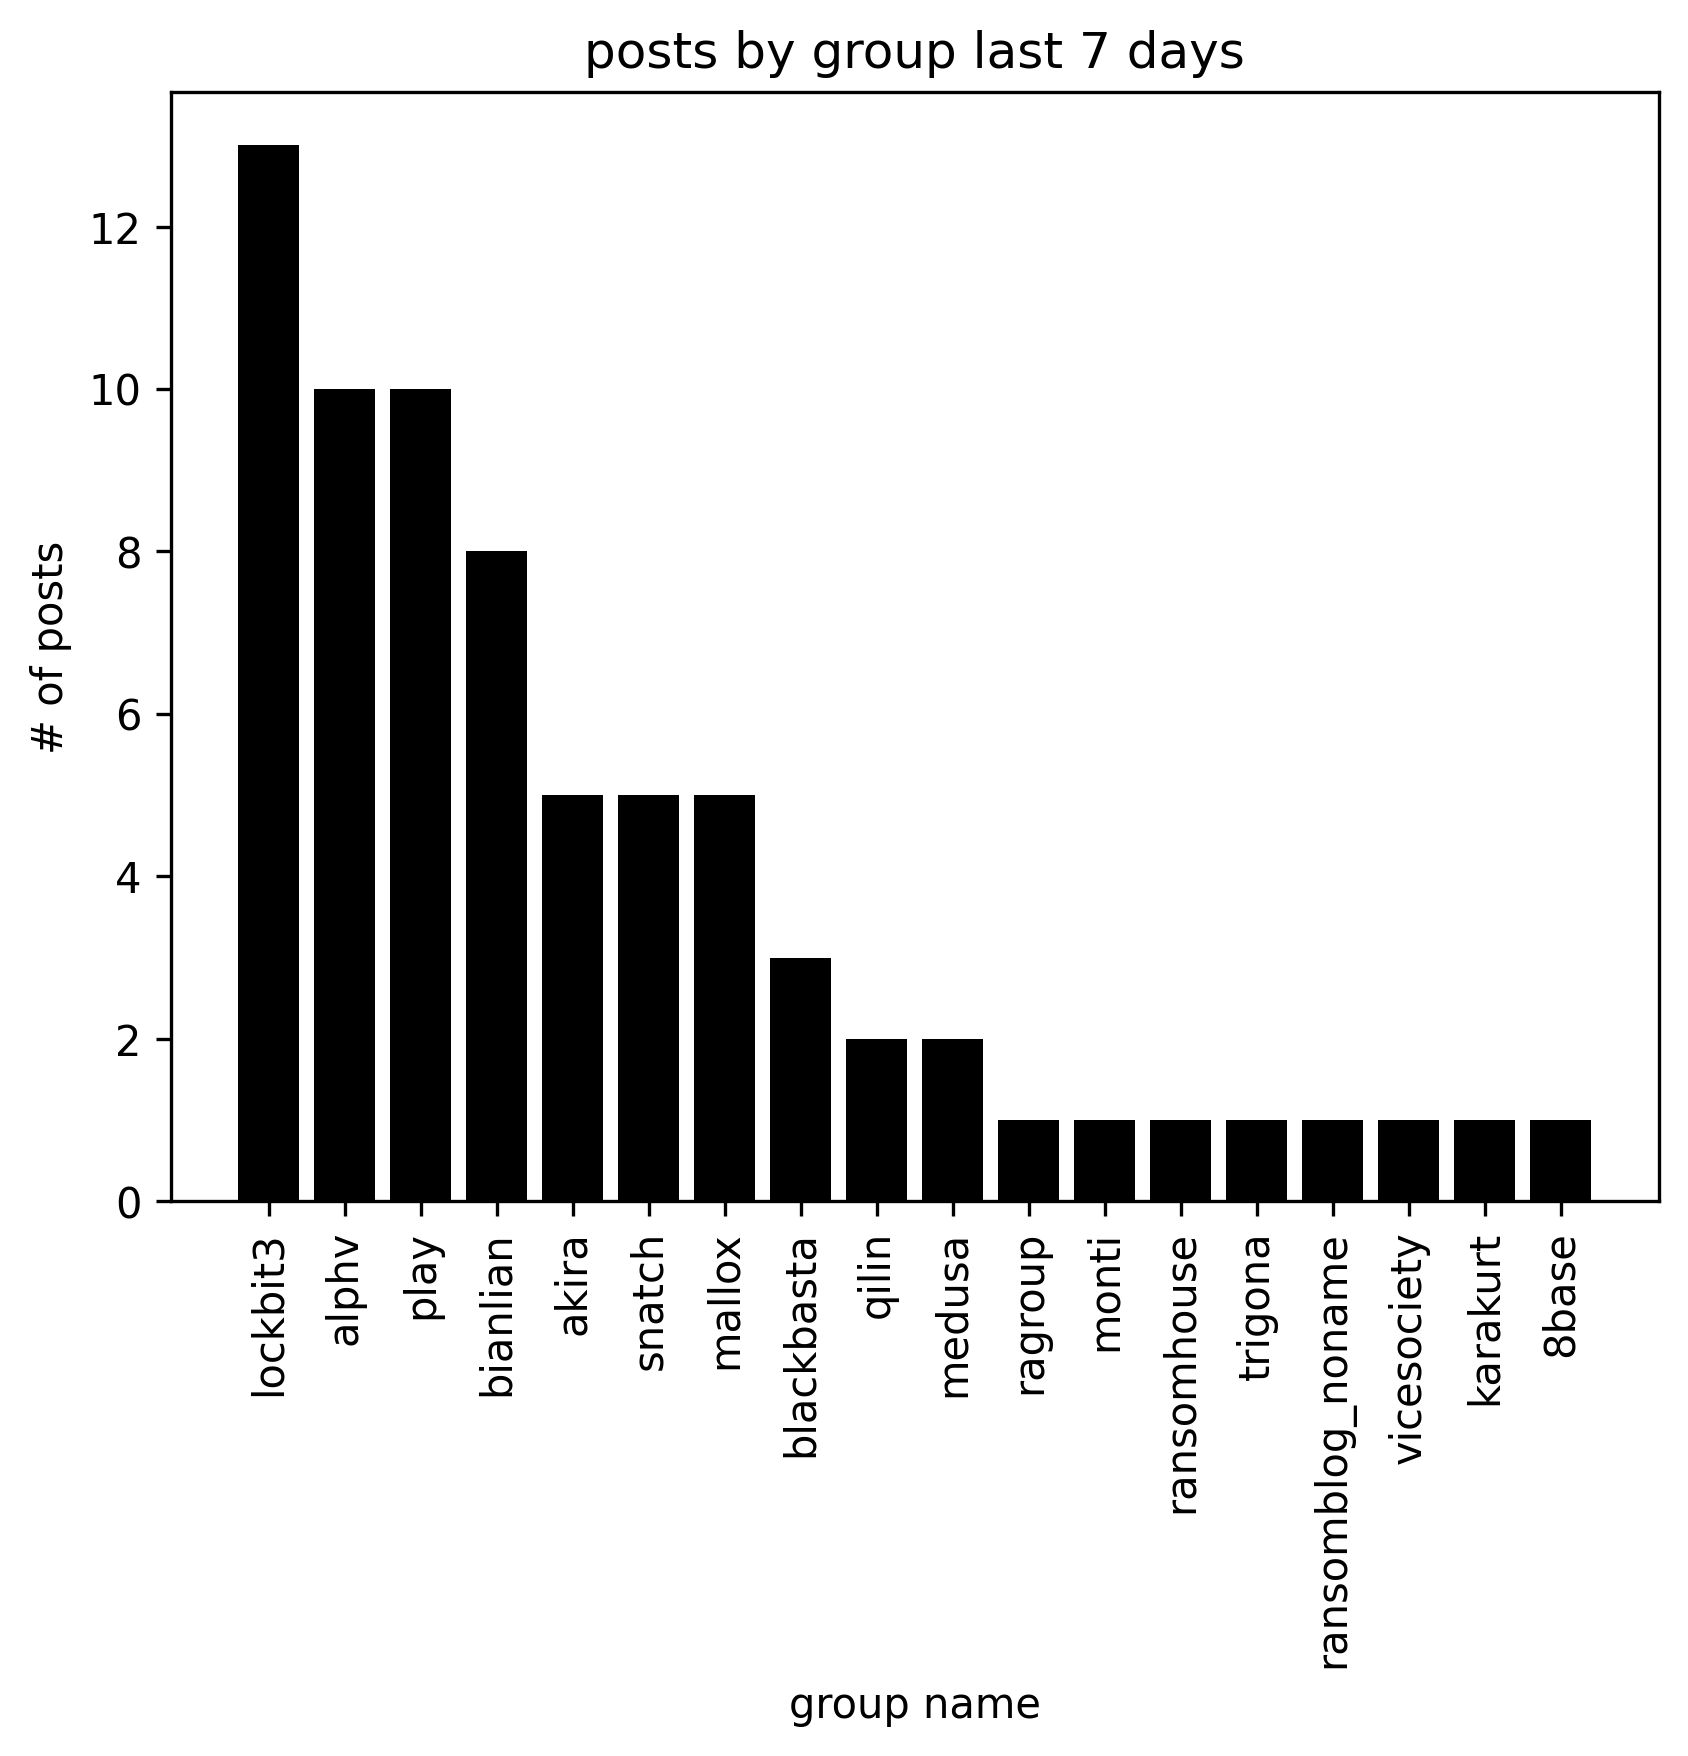 posts by group last 7 days
# of posts
12
10
8
6
4
2
0
lockbit3
alphv
play
bianlian
akira
snatch
mallox
blackbasta
qilin
medusa
ragroup
monti
ransomhouse
trigona
ransomblog_noname
vicesociety
karakurt
8base
group name